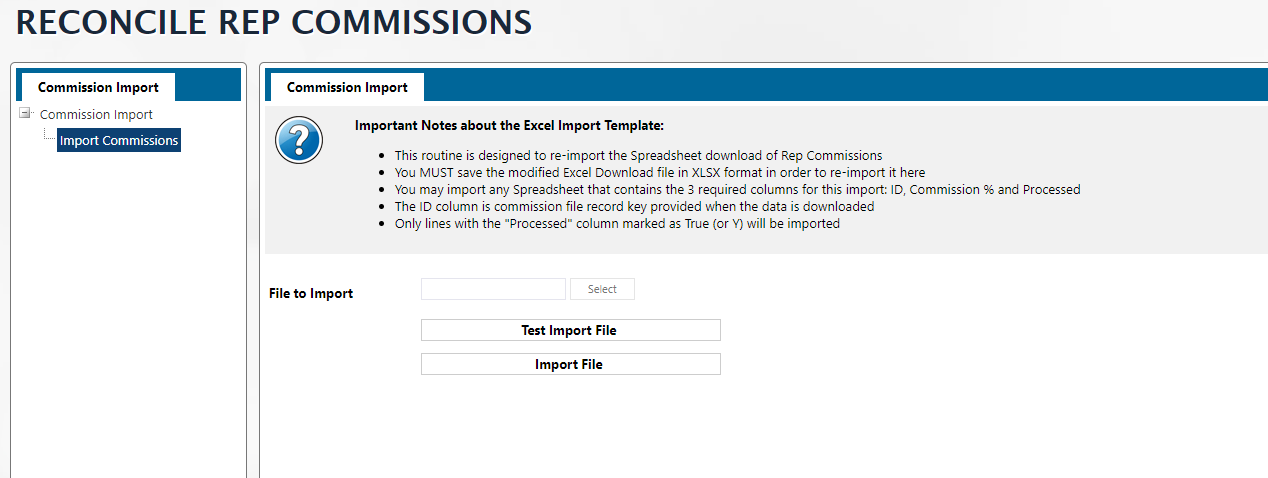 RECONCILE REP COMMISSIONS
Commission Import
Commission Import
Import Commissions
Commission Import
Important Notes about the Excel Import Template:
This routine is designed to re-import the Spreadsheet download of Rep Commissions
You MUST save the modified Excel Download file in XLSX format in order to re-import it here
You may import any Spreadsheet that contains the 3 required columns for this import: ID, Commission % and Processed
The ID column is commission file record key provided when the data is downloaded
Only lines with the "Processed" column marked as True (or Y) will be imported
File to Import
Select
Test Import File
Import File